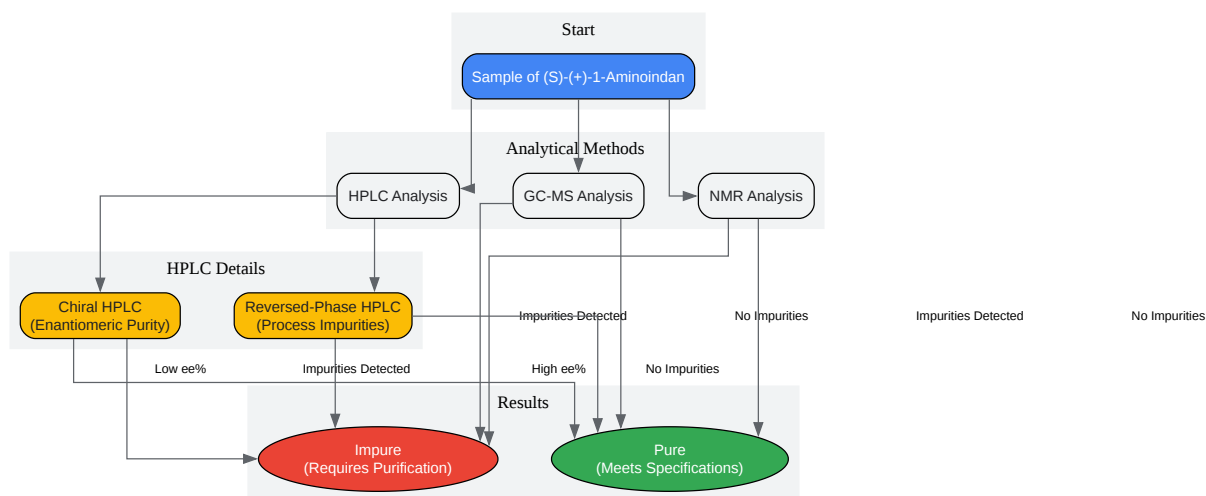 Start
Sample of (S)-(+)-1-Aminoindan
Analytical Methods
HPLC Analysis
GC-MS Analysis
NMR Analysis
HPLC Details
Chiral HPLC
(Enantiomeric Purity)
Reversed-Phase HPLC
(Process Impurities)
Impurities Detected
No Impurities
Impurities Detected
No Impurities
Low ee%
Impurities Detected
High ee%
No Impurities
Results
Impure
(Requires Purification)
Pure
(Meets Specifications)